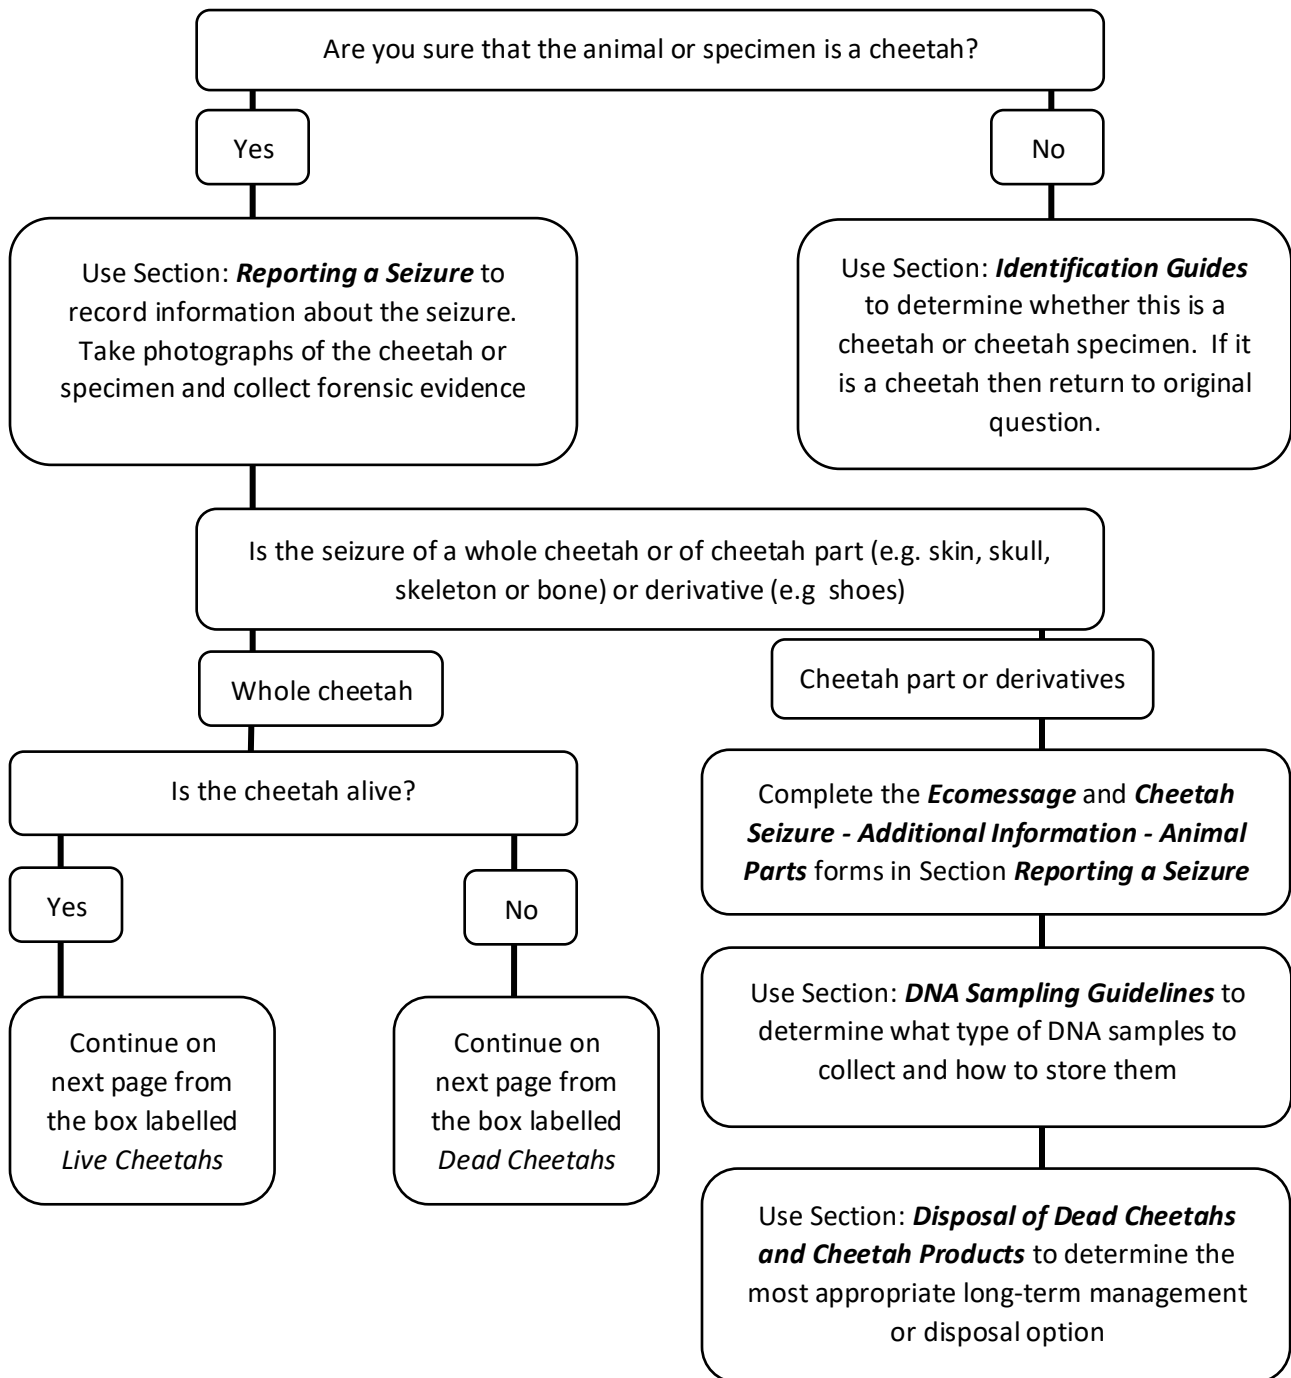 Are you sure that the animal or specimen is a cheetah?
Yes
No
Use Section: Reporting a Seizure to
record information about the seizure.
Take photographs of the cheetah or
specimen and collect forensic evidence
Use Section: Identification Guides
to determine whether this is a
cheetah or cheetah specimen.  If it
is a cheetah then return to original
question.
Is the seizure of a whole cheetah or of cheetah part (e.g. skin, skull,
skeleton or bone) or derivative (e.g  shoes)
Whole cheetah
Cheetah part or derivatives
Is the cheetah alive?
Yes
No
Continue on
next page from
the box labelled
Live Cheetahs
Continue on
next page from
the box labelled
Dead Cheetahs
Complete the Ecomessage and Cheetah
Seizure - Additional Information - Animal
Parts forms in Section Reporting a Seizure
Use Section: DNA Sampling Guidelines to
determine what type of DNA samples to
collect and how to store them
Use Section: Disposal of Dead Cheetahs
and Cheetah Products to determine the
most appropriate long-term management
or disposal option